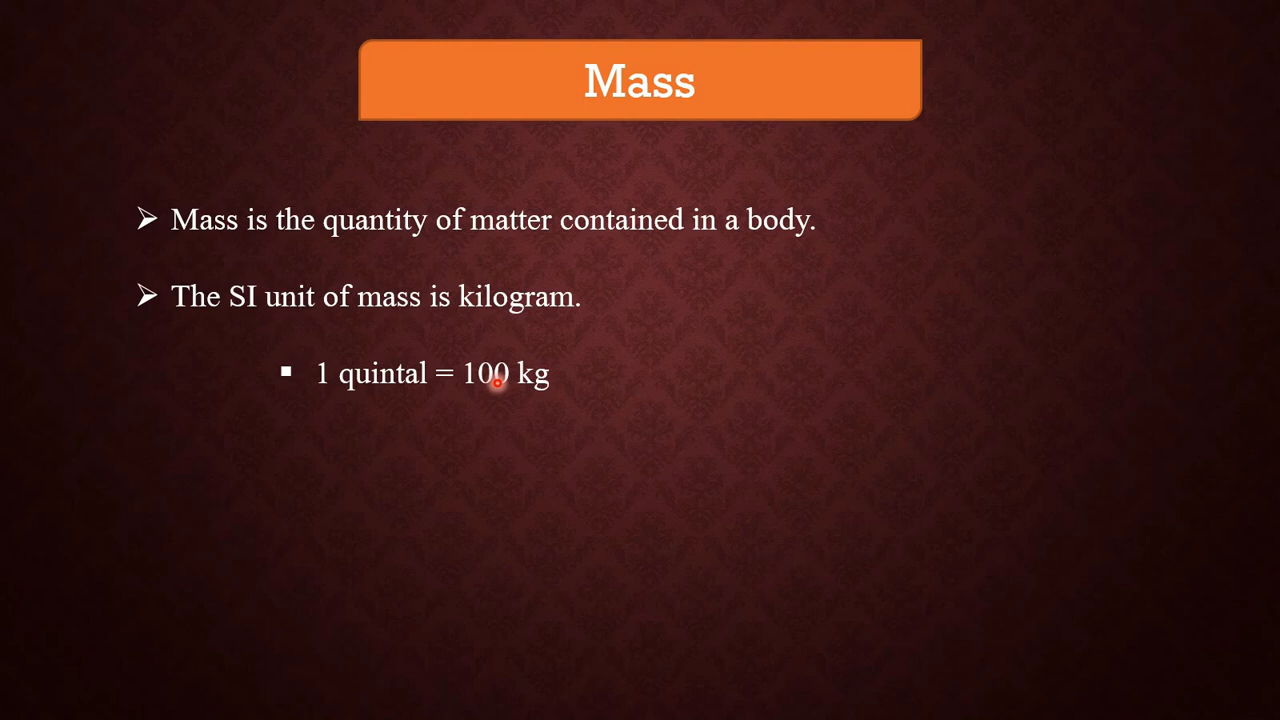 Mass
Mass is the quantity of matter contained in a body.
The SI unit of mass is kilogram.
1 quintal = 100 kg